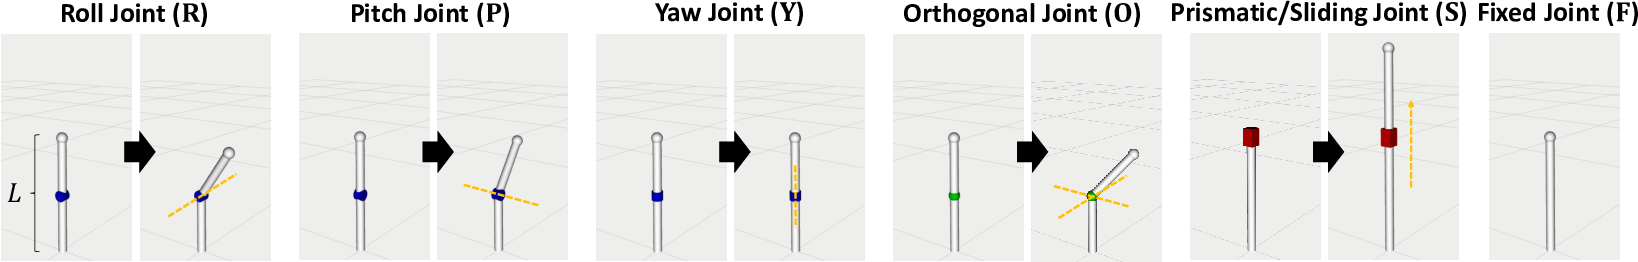 Roll Joint (R)
Pitch Joint (P)
Yaw Joint (Y)
Orthogonal Joint (O)
Prismatic/Sliding Joint (S)
Fixed Joint (F)
L